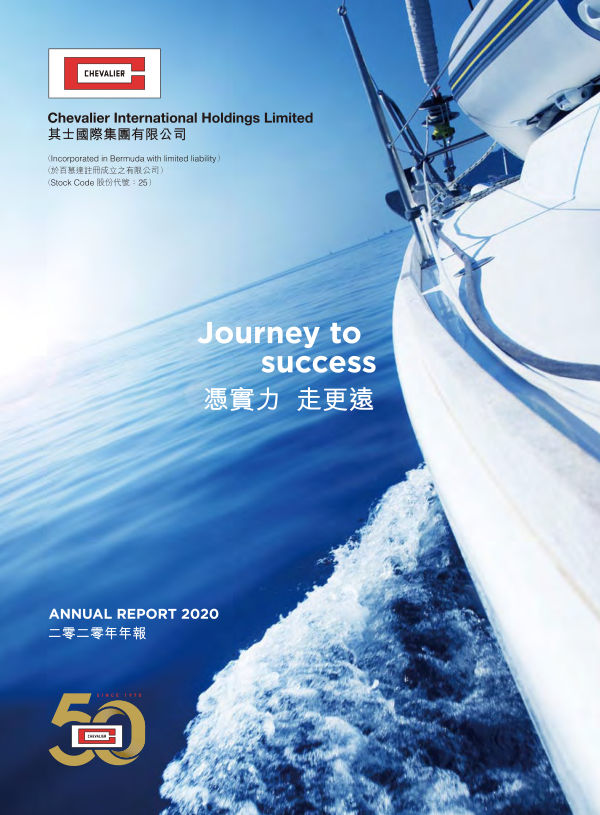 CHEVALIER
Chevalier International Holdings Limited
其士國際集團有限公司
(Incorporated in Bermuda with limited liability)
(於百慕達註冊成立之有限公司)
(Stock Code 股份代號：25)
Journey to
success
憑實力 走更遠
ANNUAL REPORT 2020
二零二零年年報
SINCE 1970
50
CHEVALIER